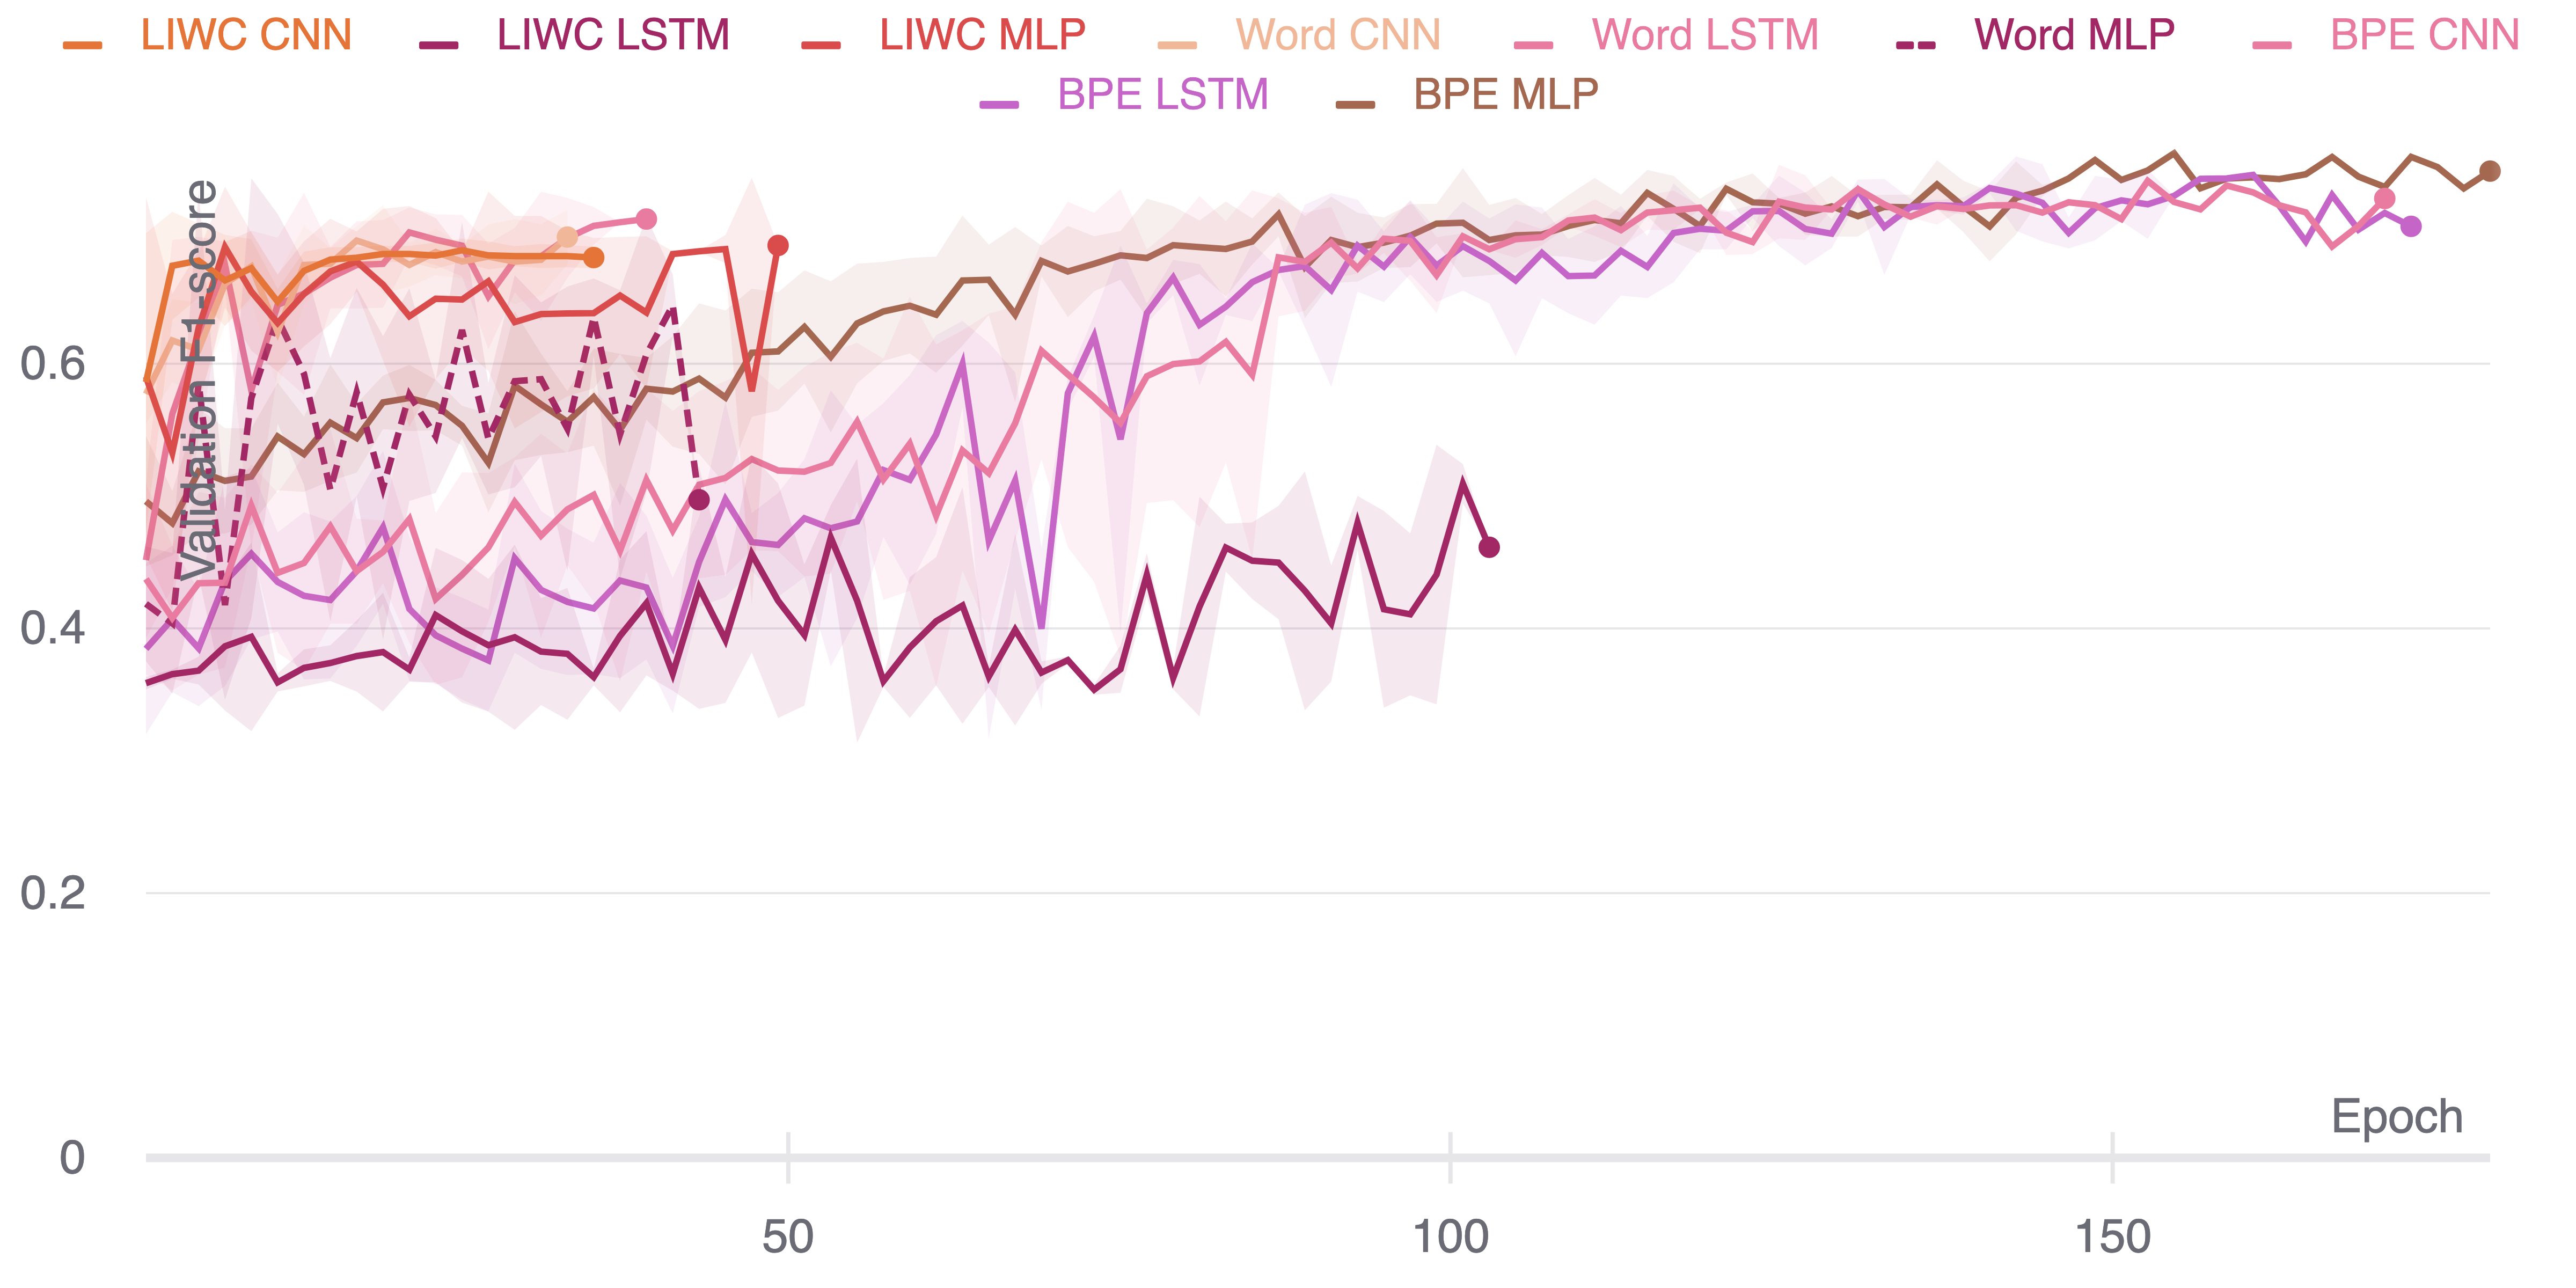 LIWC CNN LIWC LSTM LIWC MLP Word CNN Word LSTM Word MLP BPE CNN
BPE LSTM BPE MLP
Validation F1-score
0.6
0.4
0.2
0
Epoch
50 100 150